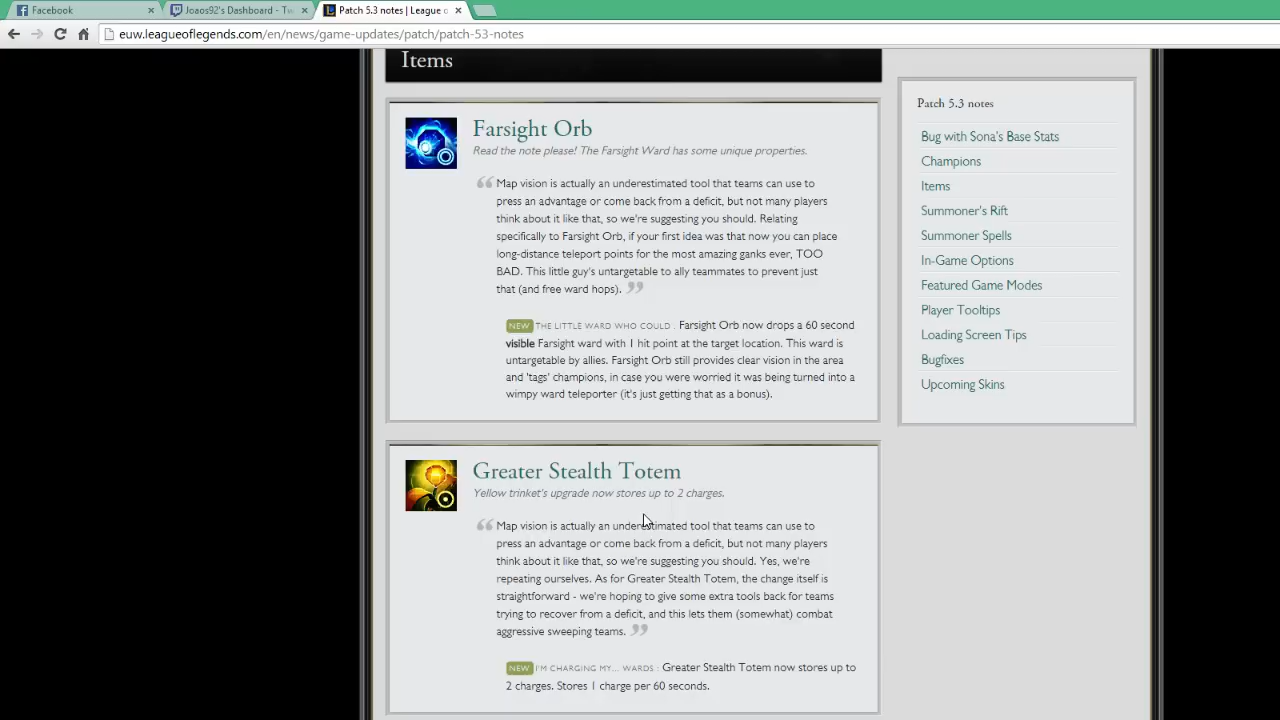 Facebook
Joaos92's Dashboard - Tw
Patch 5.3 notes | League o
euw.leagueoflegends.com/en/news/game-updates/patch/patch-53-notes
Items
Farsight Orb
Read the note please! The Farsight Ward has some unique properties.
“ Map vision is actually an underestimated tool that teams can use to
press an advantage or come back from a deficit, but not many players
think about it like that, so we're suggesting you should. Relating
specifically to Farsight Orb, if your first idea was that now you can place
long-distance teleport points for the most amazing ganks ever, TOO
BAD. This little guy's untargetable to ally teammates to prevent just
that (and free ward hops). ”
NEW THE LITTLE WARD WHO COULD : Farsight Orb now drops a 60 second
visible Farsight ward with 1 hit point at the target location. This ward is
untargetable by allies. Farsight Orb still provides clear vision in the area
and 'tags' champions, in case you were worried it was being turned into a
wimpy ward teleporter (it's just getting that as a bonus).
Greater Stealth Totem
Yellow trinket's upgrade now stores up to 2 charges.
“ Map vision is actually an underestimated tool that teams can use to
press an advantage or come back from a deficit, but not many players
think about it like that, so we're suggesting you should. Yes, we're
repeating ourselves. As for Greater Stealth Totem, the change itself is
straightforward - we're hoping to give some extra tools back for teams
trying to recover from a deficit, and this lets them (somewhat) combat
aggressive sweeping teams. ”
NEW I'M CHARGING MY... WARDS : Greater Stealth Totem now stores up to
2 charges. Stores 1 charge per 60 seconds.
Patch 5.3 notes
Bug with Sona's Base Stats
Champions
Items
Summoner's Rift
Summoner Spells
In-Game Options
Featured Game Modes
Player Tooltips
Loading Screen Tips
Bugfixes
Upcoming Skins